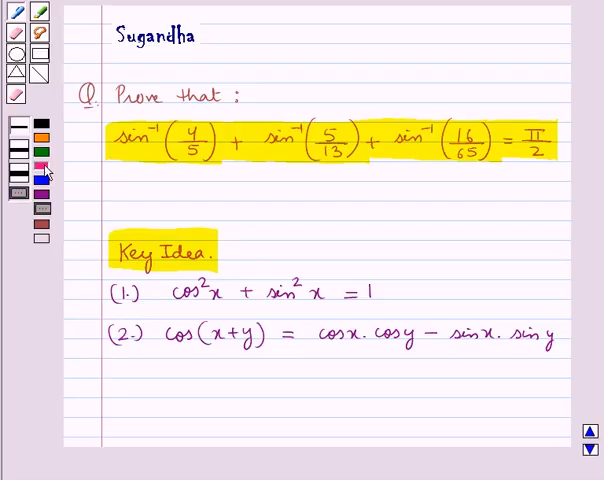 Sugandha
Q. Prove that :
sin⁻¹(4/5) + sin⁻¹(5/13) + sin⁻¹(16/65) = π/2
Key Idea.
(1.) cos²x + sin²x = 1
(2.) cos(x+y) = cosx. cosy − sinx. siny